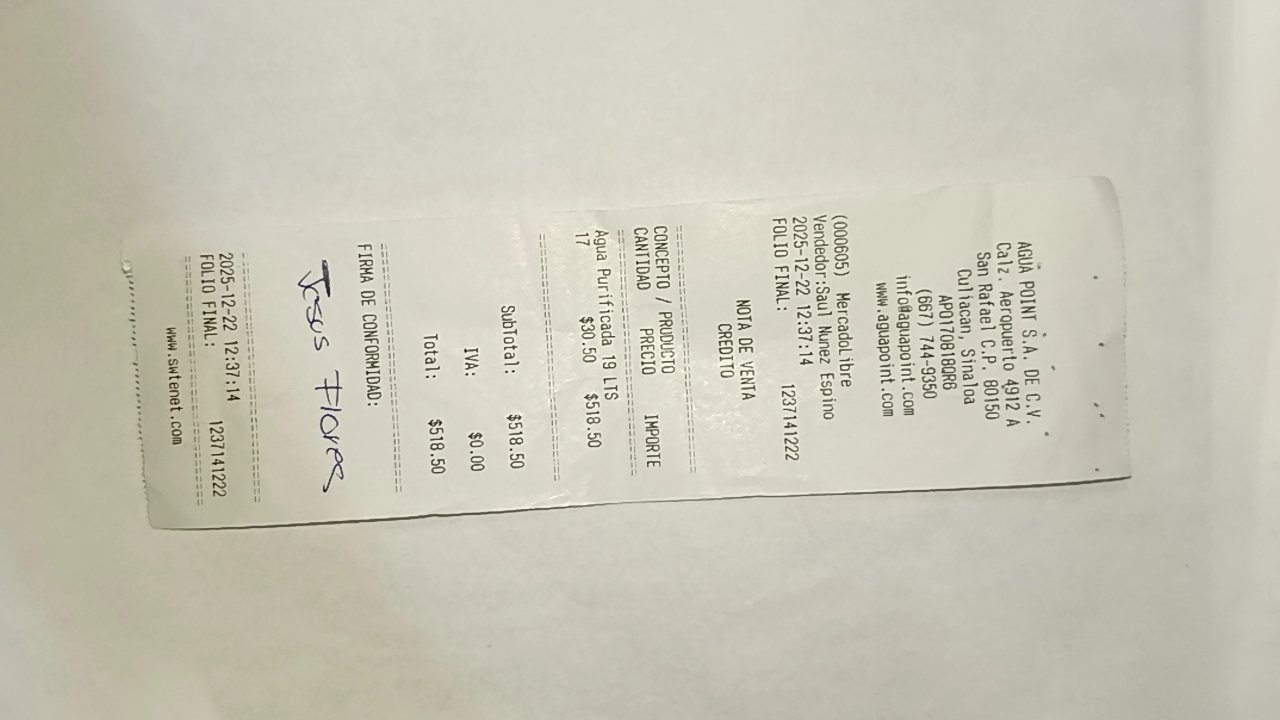 AGUA POINT S.A. DE C.V.
Calz. Aeropuerto 4912 A
San Rafael C.P. 80150
Culiacan, Sinaloa
APO170818QR6
(667) 744-9350
info@aguapoint.com
www.aguapoint.com
(000605) MercadoLibre
Vendedor:Saul Nunez Espino
2025-12-22 12:37:14
FOLIO FINAL: 1237141222
NOTA DE VENTA
CREDITO
CONCEPTO / PRODUCTO
CANTIDAD PRECIO IMPORTE
Agua Purificada 19 LTS
17 $30.50 $518.50
SubTotal: $518.50
IVA: $0.00
Total: $518.50
FIRMA DE CONFORMIDAD:
Jesus Flores
2025-12-22 12:37:14
FOLIO FINAL: 1237141222
www.swtenet.com